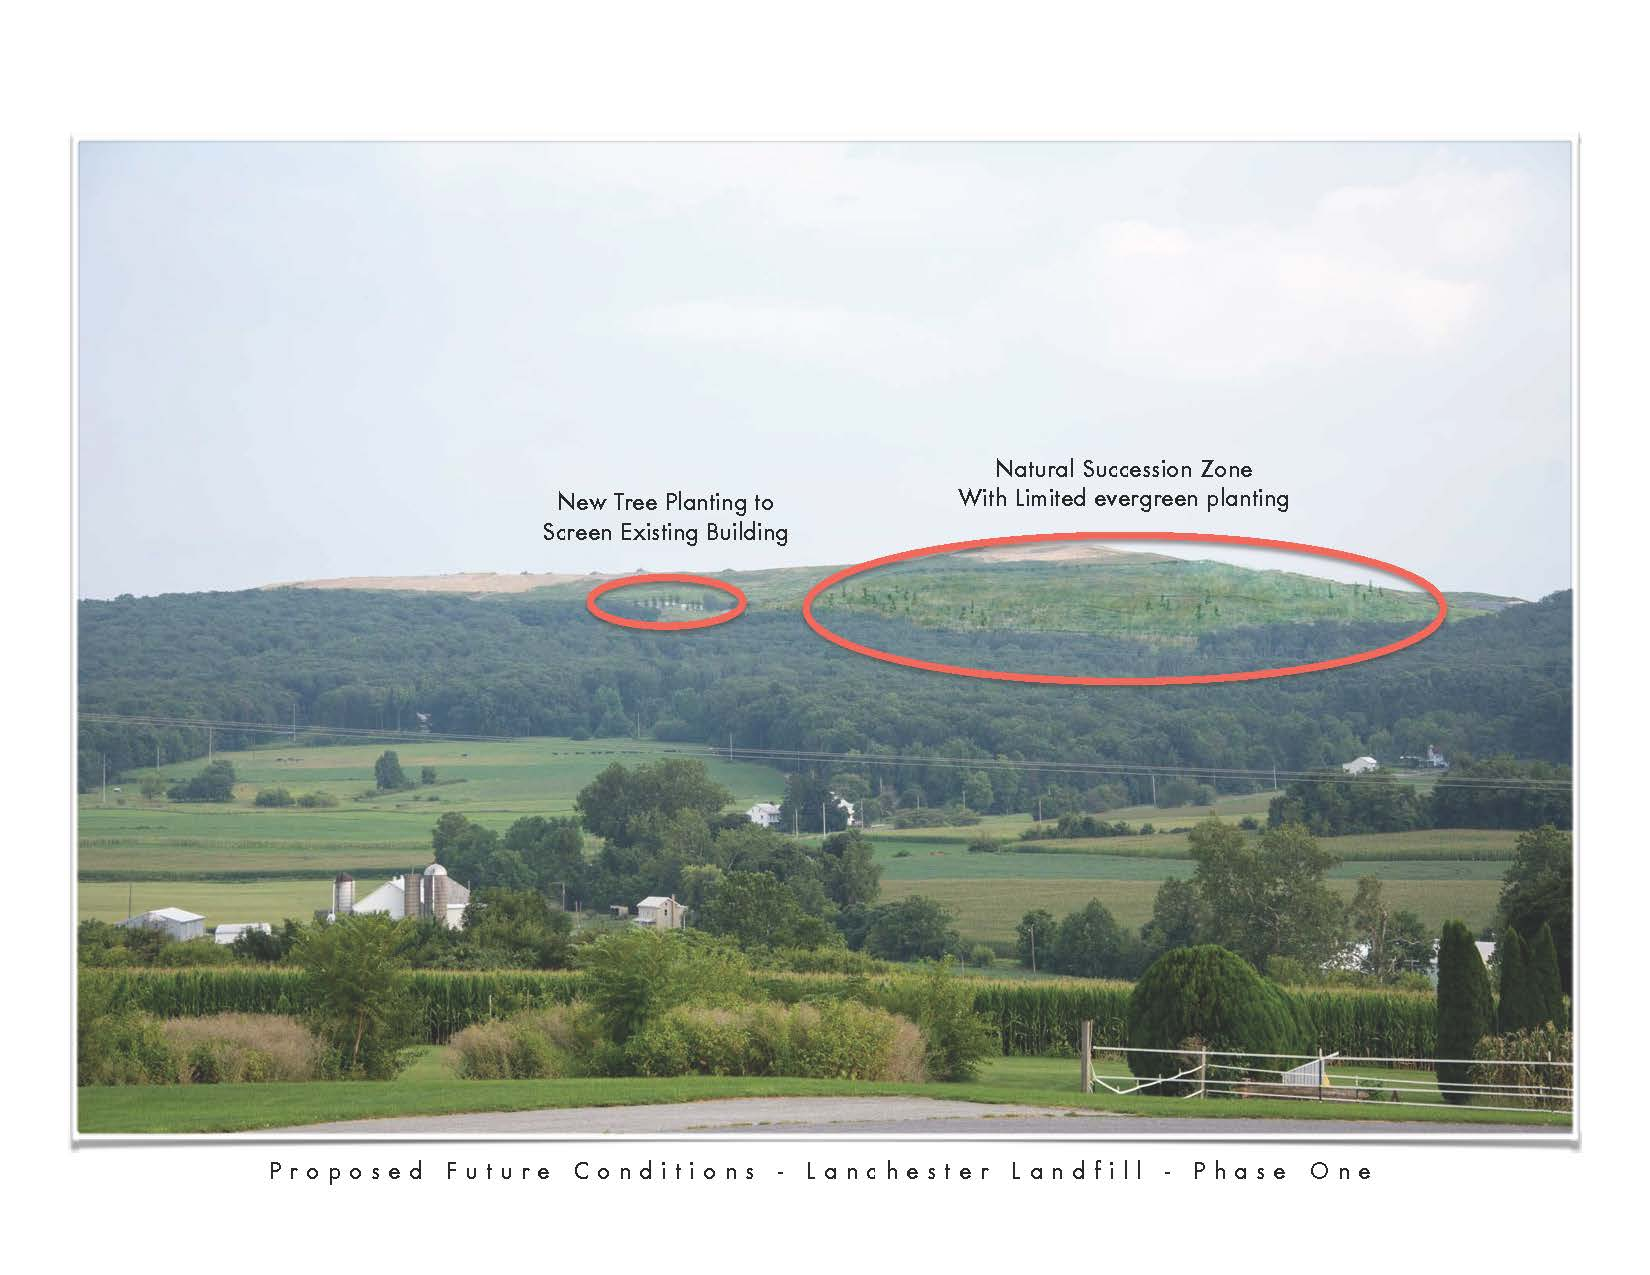 Natural Succession Zone
With Limited evergreen planting
New Tree Planting to
Screen Existing Building
Proposed Future Conditions - Lanchester Landfill - Phase One